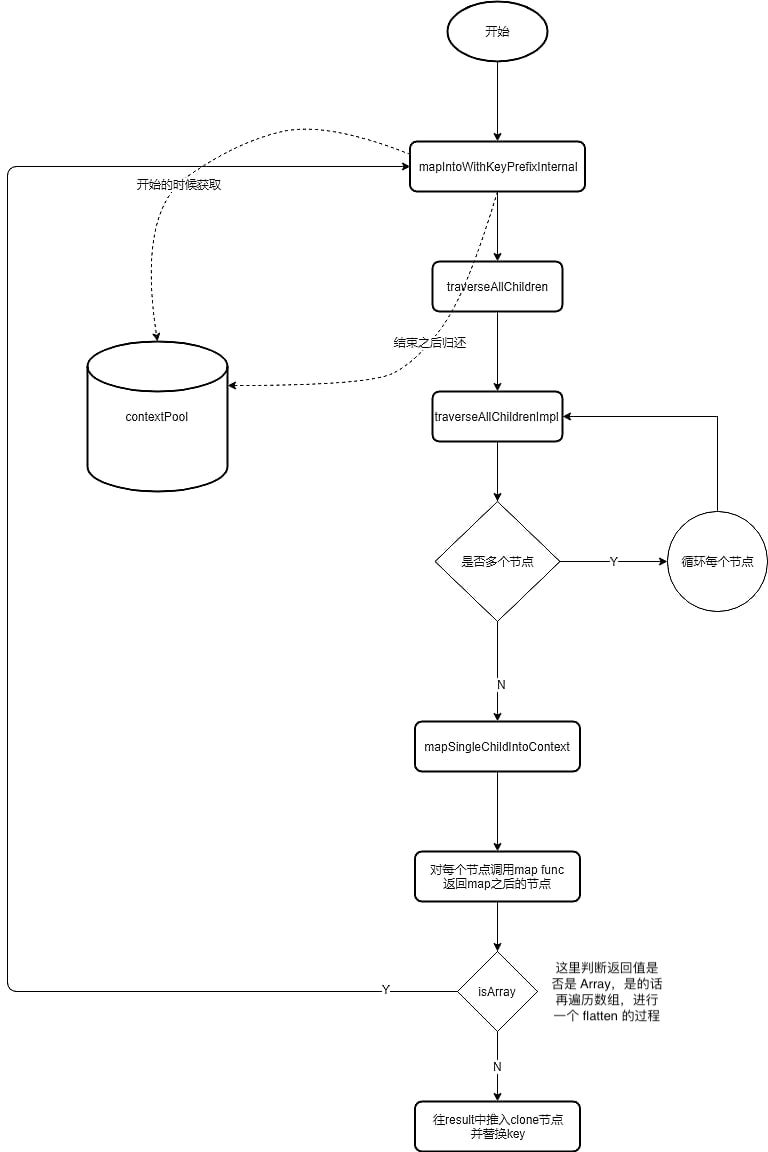 开始
mapIntoWithKeyPrefixInternal
开始的时候获取
traverseAllChildren
结束之后归还
contextPool
traverseAllChildrenImpl
是否多个节点
Y
循环每个节点
N
mapSingleChildIntoContext
对每个节点调用map func
返回map之后的节点
Y
isArray
这里判断返回值是
否是 Array，是的话
再遍历数组，进行
一个 flatten 的过程
N
往result中推入clone节点
并替换key